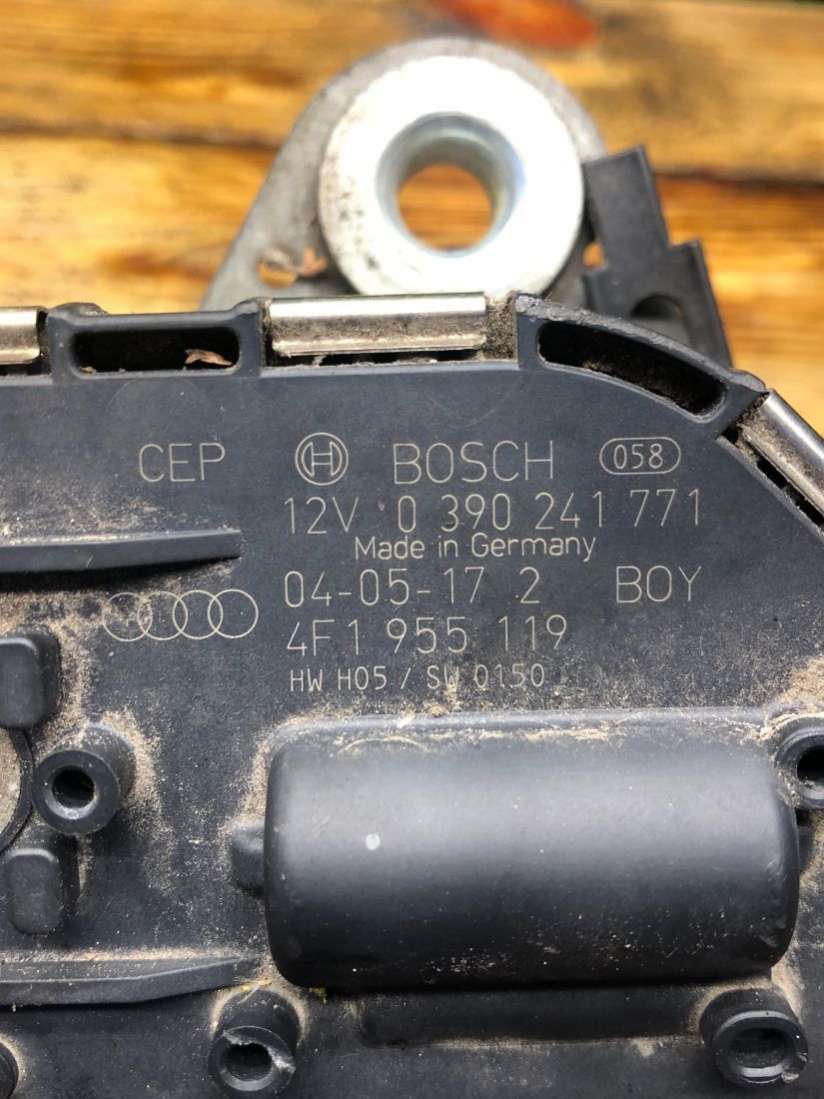 CEP BOSCH 058
12V 0 390 241 771
Made in Germany
04-05-17 2 BOY
4F1 955 119
HW H05 / SW 0150